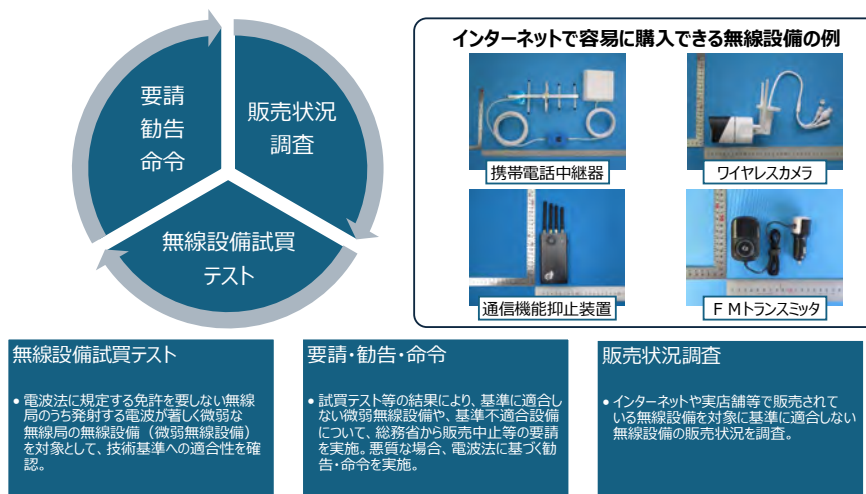 要請
勧告
命令
販売状況
調査
無線設備試買
テスト
インターネットで容易に購入できる無線設備の例
携帯電話中継器
ワイヤレスカメラ
通信機能抑止装置
ＦＭトランスミッタ
無線設備試買テスト
• 電波法に規定する免許を要しない無線
局のうち発射する電波が著しく微弱な
無線局の無線設備（微弱無線設備）
を対象として、技術基準への適合性を確
認。
要請・勧告・命令
• 試買テスト等の結果により、基準に適合し
ない微弱無線設備や、基準不適合設備
について、総務省から販売中止等の要請
を実施。悪質な場合、電波法に基づく勧
告・命令を実施。
販売状況調査
• インターネットや実店舗等で販売されて
いる無線設備を対象に基準に適合しない
無線設備の販売状況を調査。